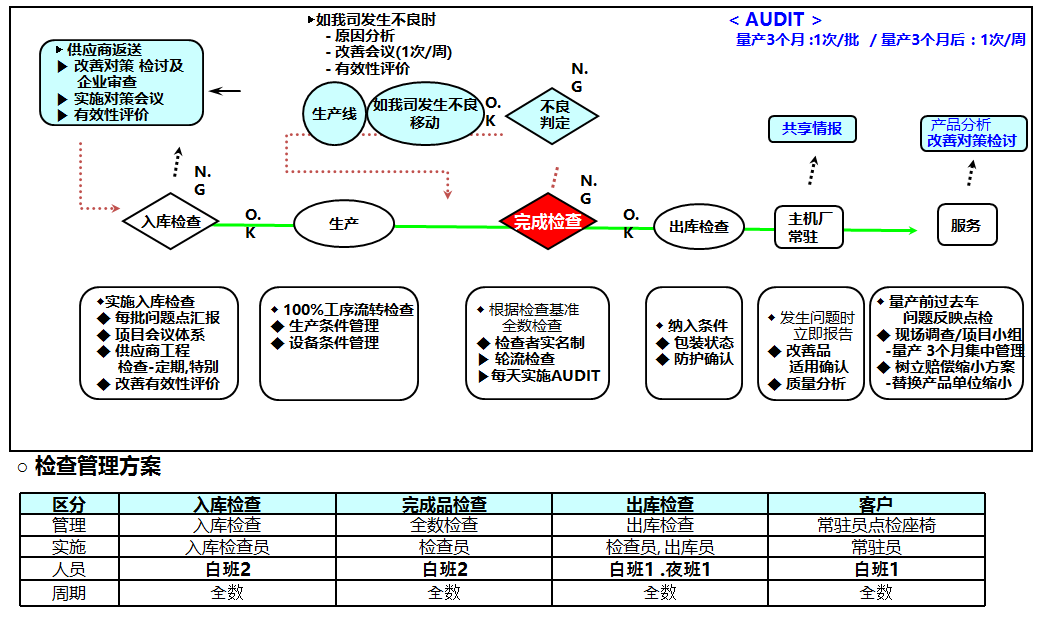 < AUDIT >
量产3个月 :1次/批 / 量产3个月后 : 1次/周
▸如我司发生不良时
- 原因分析
- 改善会议(1次/周)
- 有效性评价
▶ 供应商返送
▶ 改善对策 检讨及
企业审查
▶ 实施对策会议
▶ 有效性评价
生产线
如我司发生不良
移动
O.
K
不良
判定
N.
G
共享情报
产品分析
改善对策检讨
N.
G
入库检查
O.
K
生产
N.
G
完成检查
O.
K
出库检查
主机厂
常驻
服务
◆实施入库检查
◆ 每批问题点汇报
◆ 项目会议体系
◆ 供应商工程
检查-定期,特别
◆ 改善有效性评价
◆ 100%工序流转检查
◆ 生产条件管理
◆ 设备条件管理
◆ 根据检查基准
全数检查
◆ 检查者实名制
▶ 轮流检查
▶每天实施AUDIT
◆ 纳入条件
◆ 包装状态
◆ 防护确认
◆ 发生问题时
立即报告
◆ 改善品
适用确认
◆ 质量分析
◆ 量产前过去车
问题反映点检
◆ 现场调查/项目小组
-量产 3个月集中管理
◆ 树立赔偿缩小方案
-替换产品单位缩小
○ 检查管理方案
区分 入库检查 完成品检查 出库检查 客户
管理 入库检查 全数检查 出库检查 常驻员点检座椅
实施 入库检查员 检查员 检查员, 出库员 常驻员
人员 白班2 白班2 白班1 .夜班1 白班1
周期 全数 全数 全数 全数